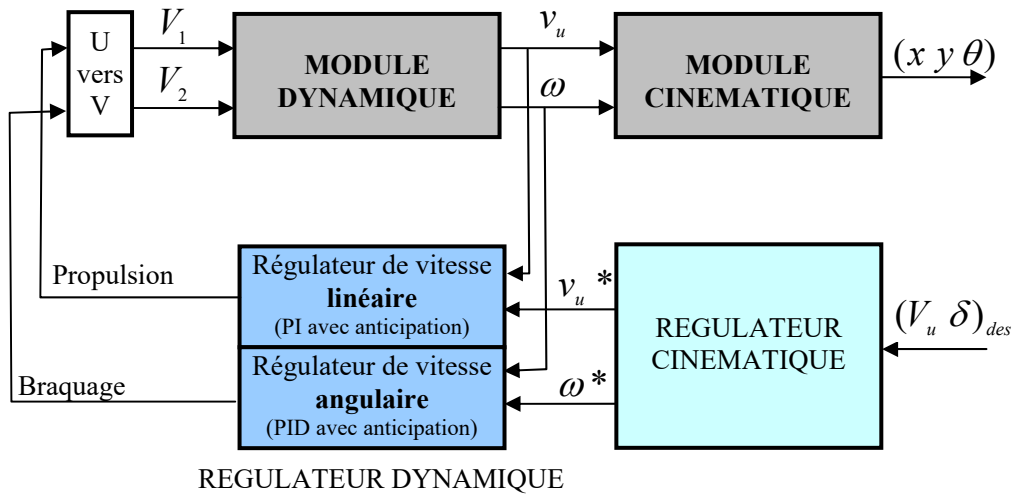 U
vers
V
V₁
V₂
MODULE
DYNAMIQUE
vᵤ
ω
MODULE
CINEMATIQUE
(x y θ)
Propulsion
Braquage
Régulateur de vitesse
linéaire
(PI avec anticipation)
Régulateur de vitesse
angulaire
(PID avec anticipation)
vᵤ *
ω*
REGULATEUR
CINEMATIQUE
(Vᵤ δ)des
REGULATEUR DYNAMIQUE